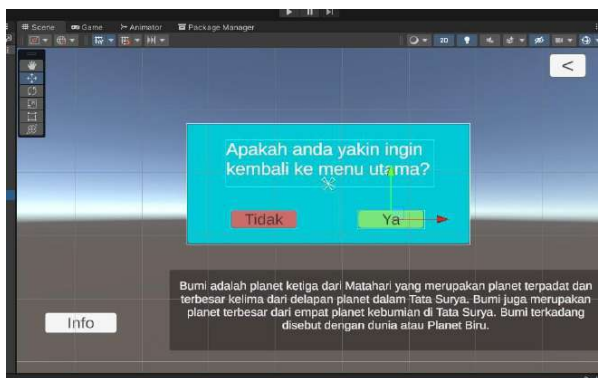 Scene Game Animator Package Manager
2D
<
Apakah anda yakin ingin
kembali ke menu utama?
Tidak Ya
Bumi adalah planet ketiga dari Matahari yang merupakan planet terpadat dan
terbesar kelima dari delapan planet dalam Tata Surya. Bumi juga merupakan
planet terbesar dari empat planet kebumian di Tata Surya. Bumi terkadang
disebut dengan dunia atau Planet Biru.
Info